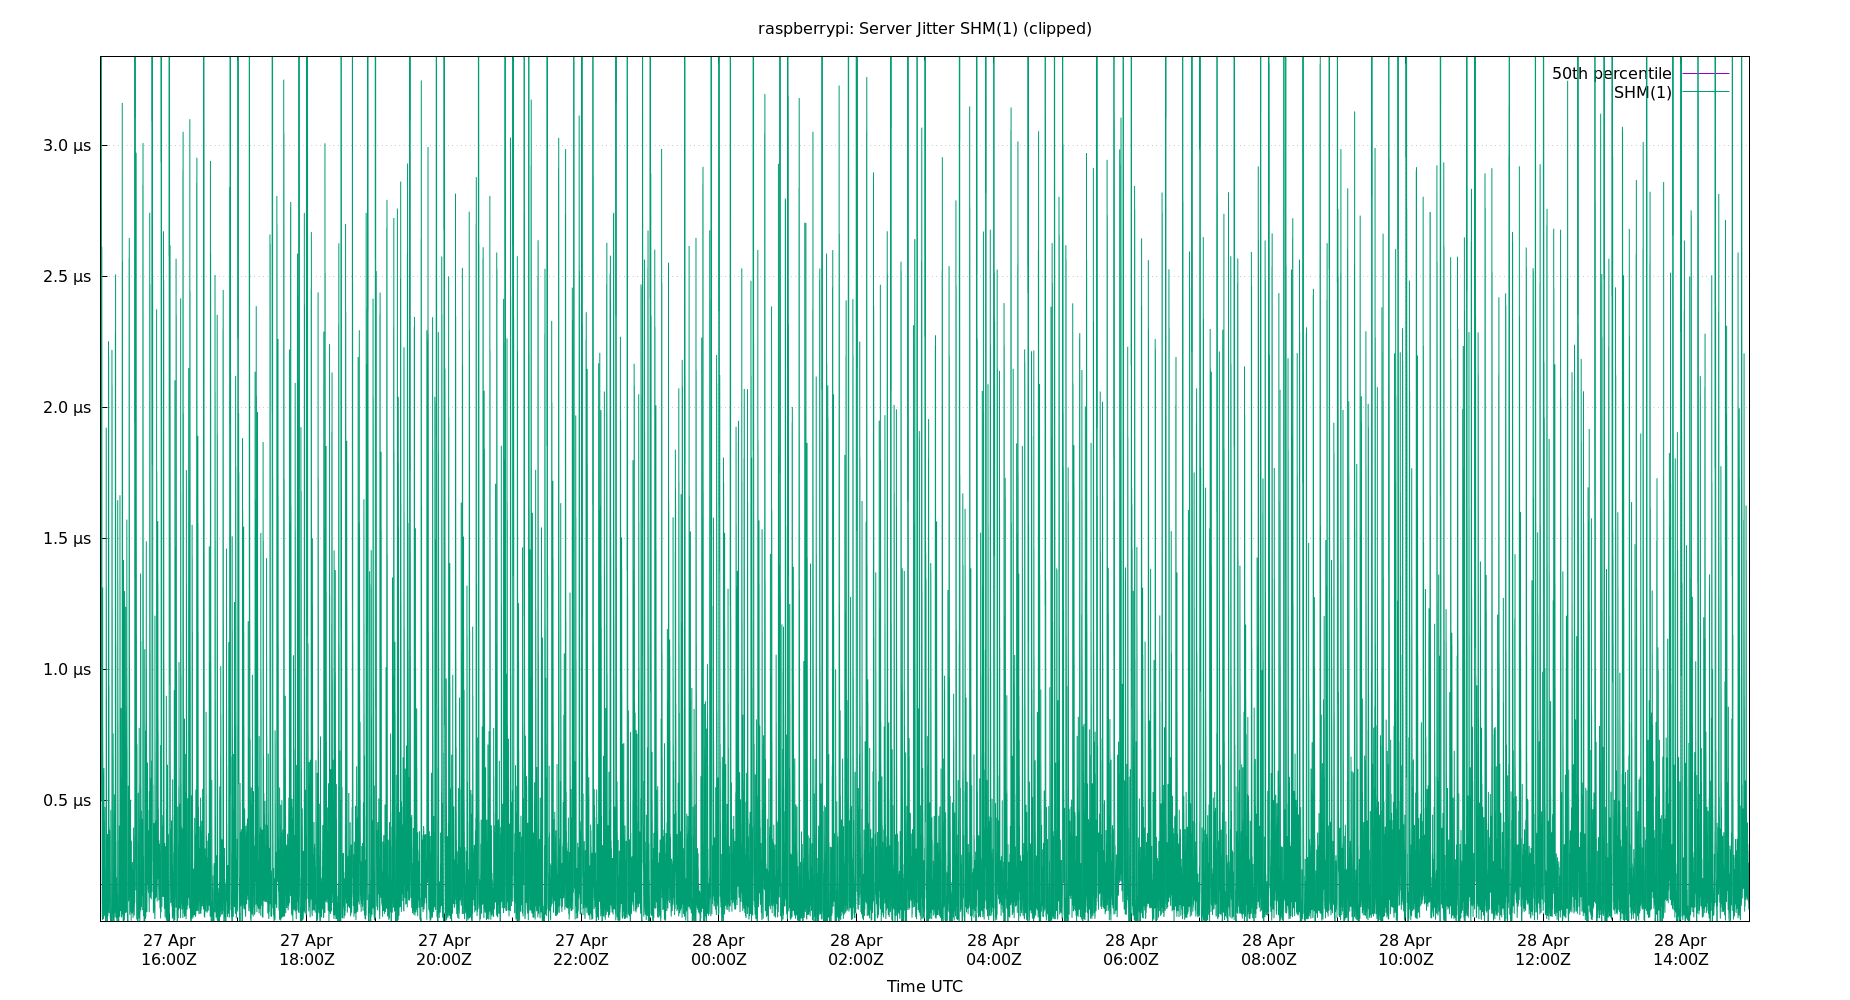 raspberrypi: Server Jitter SHM(1) (clipped)
50th percentile
SHM(1)
3.0 µs
2.5 µs
2.0 µs
1.5 µs
1.0 µs
0.5 µs
27 Apr 27 Apr 27 Apr 27 Apr 28 Apr 28 Apr 28 Apr 28 Apr 28 Apr 28 Apr 28 Apr 28 Apr
16:00Z 18:00Z 20:00Z 22:00Z 00:00Z 02:00Z 04:00Z 06:00Z 08:00Z 10:00Z 12:00Z 14:00Z
Time UTC